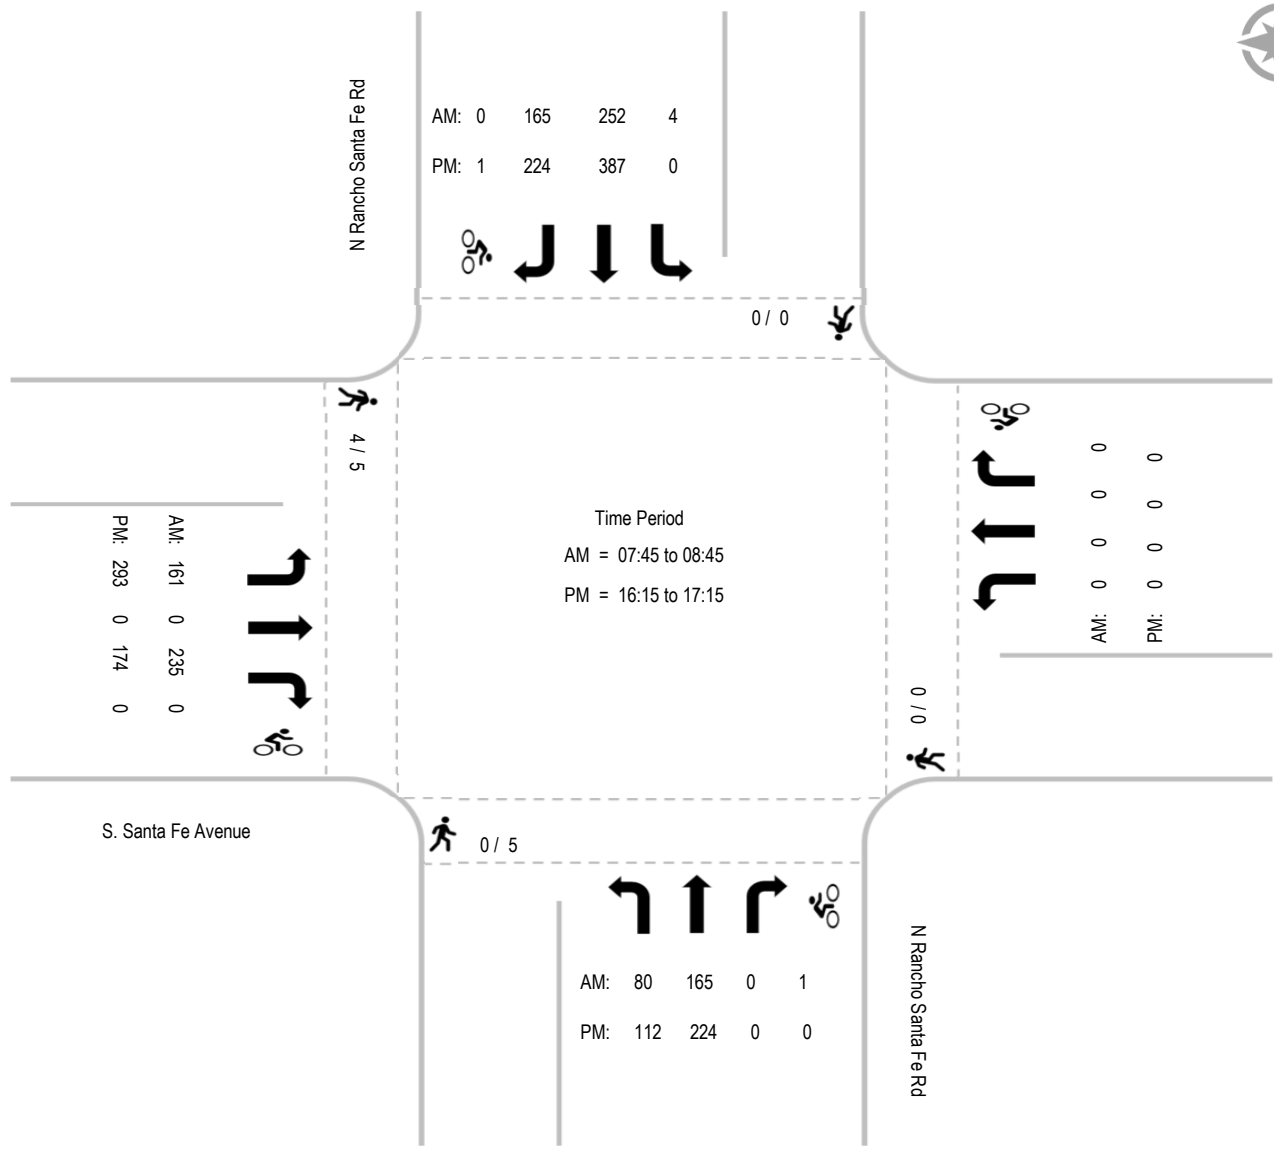 N Rancho Santa Fe Rd
AM: 0 165 252 4
PM: 1 224 387 0
0 / 0
4 / 5
AM: 161 0 235 0
PM: 293 0 174 0
Time Period
AM = 07:45 to 08:45
PM = 16:15 to 17:15
AM: 0 0 0 0
PM: 0 0 0 0
0 / 0
S. Santa Fe Avenue
0 / 5
AM: 80 165 0 1
PM: 112 224 0 0
N Rancho Santa Fe Rd